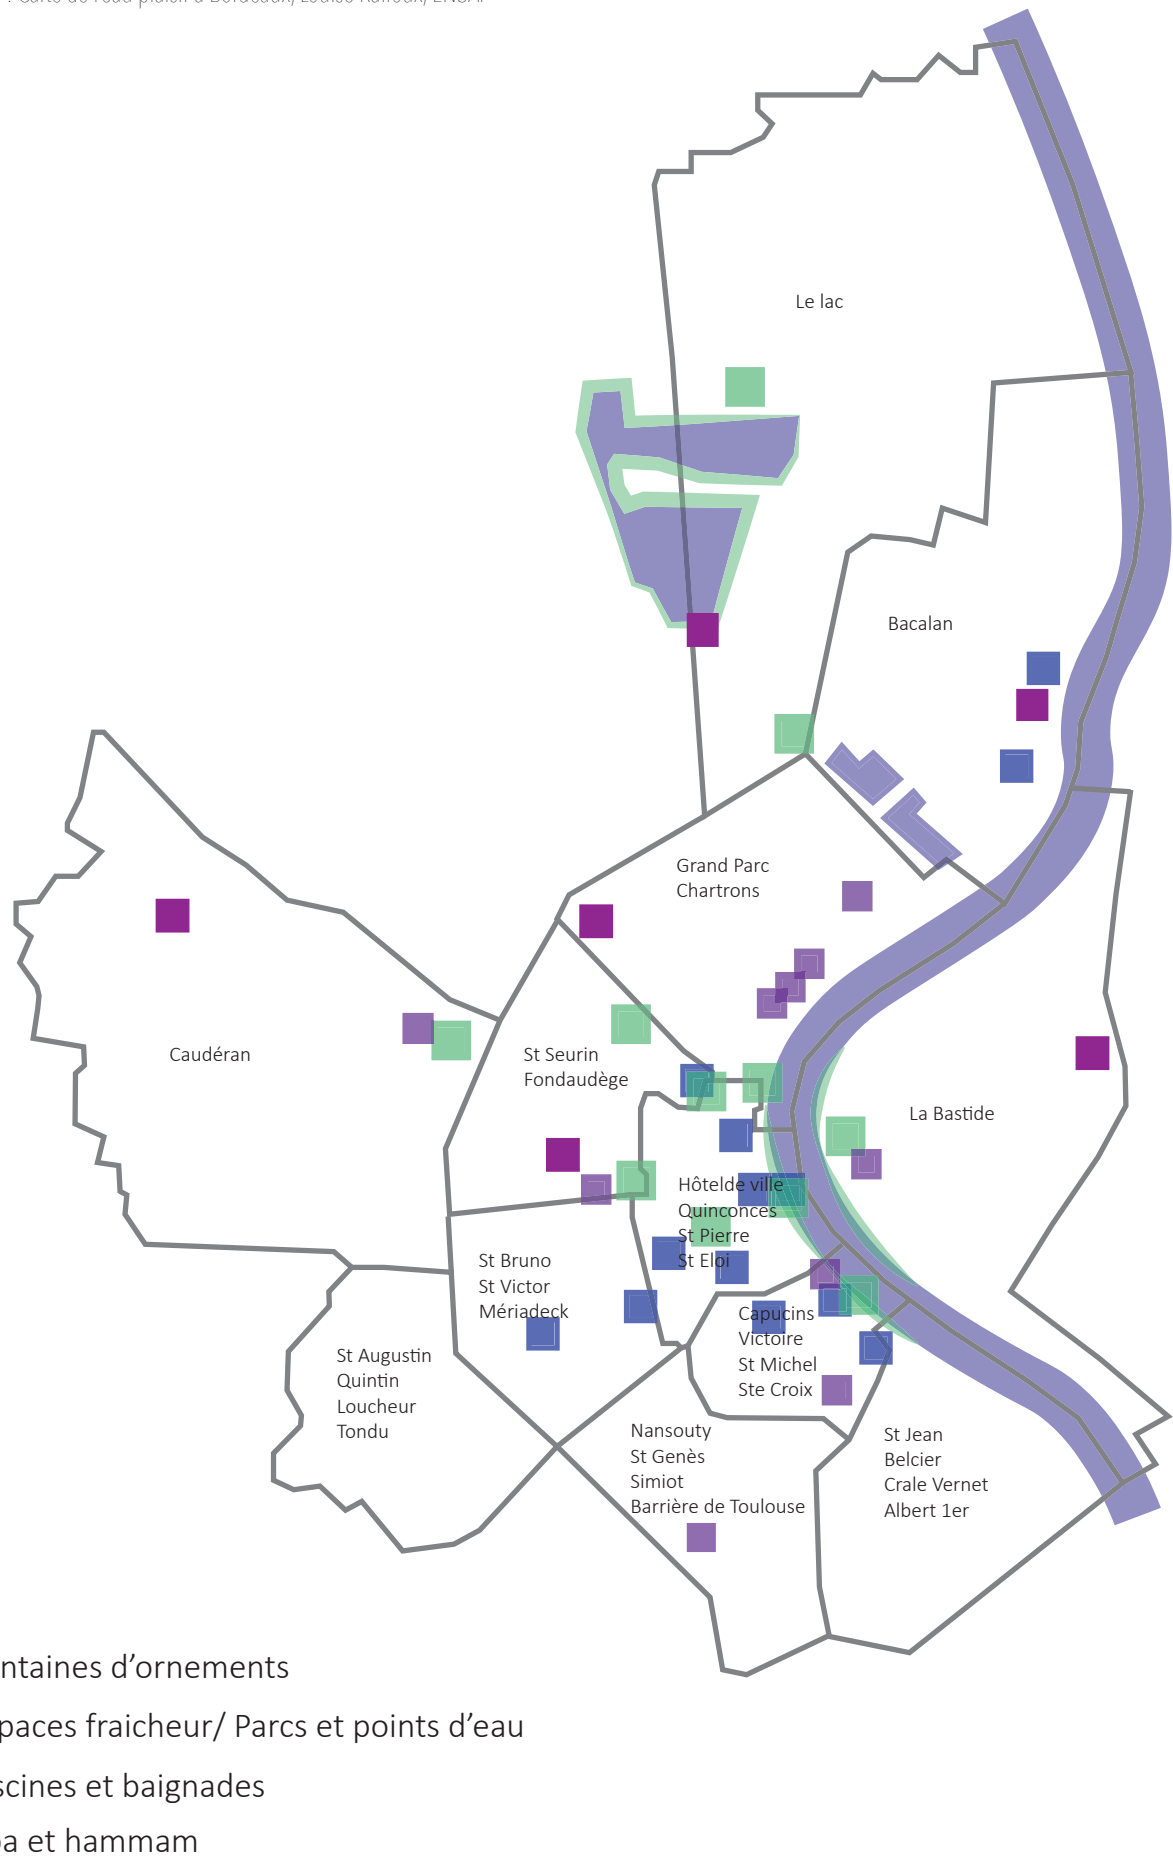 Le lac
Bacalan
Grand Parc
Chartrons
Caudéran
St Seurin
Fondaudège
La Bastide
Hôtelde ville
Quinconces
St Pierre
St Eloi
St Bruno
St Victor
Mériadeck
Capucins
Victoire
St Michel
Ste Croix
St Augustin
Quintin
Loucheur
Tondu
Nansouty
St Genès
Simiot
Barrière de Toulouse
St Jean
Belcier
Crale Vernet
Albert 1er
ntaines d’ornements
paces fraicheur/ Parcs et points d’eau
scines et baignades
pa et hammam